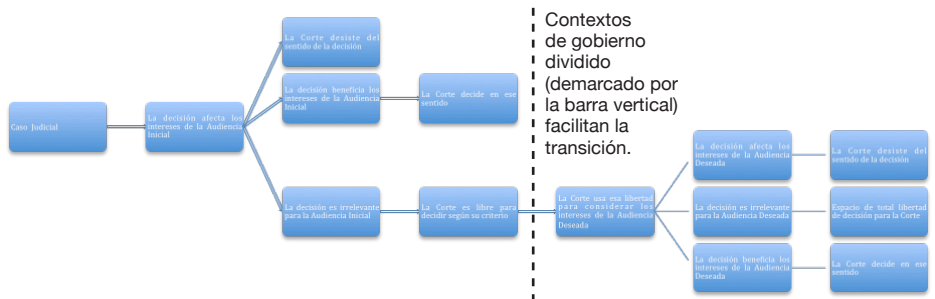 Caso Judicial
La decisión afecta los
intereses de la Audiencia
Inicial
La Corte desiste del
sentido de la decisión
La decisión beneficia los
intereses de la Audiencia
Inicial
La Corte decide en ese
sentido
La decisión es irrelevante
para la Audiencia Inicial
La Corte es libre para
decidir según su criterio
Contextos
de gobierno
dividido
(demarcado por
la barra vertical)
facilitan la
transición.
La Corte usa esa libertad
para considerar los
intereses de la Audiencia
Deseada
La decisión afecta los
intereses de la Audiencia
Deseada
La Corte desiste del
sentido de la decisión
La decisión es irrelevante
para la Audiencia Deseada
Espacio de total libertad
de decisión para la Corte
La decisión beneficia los
intereses de la Audiencia
Deseada
La Corte decide en ese
sentido